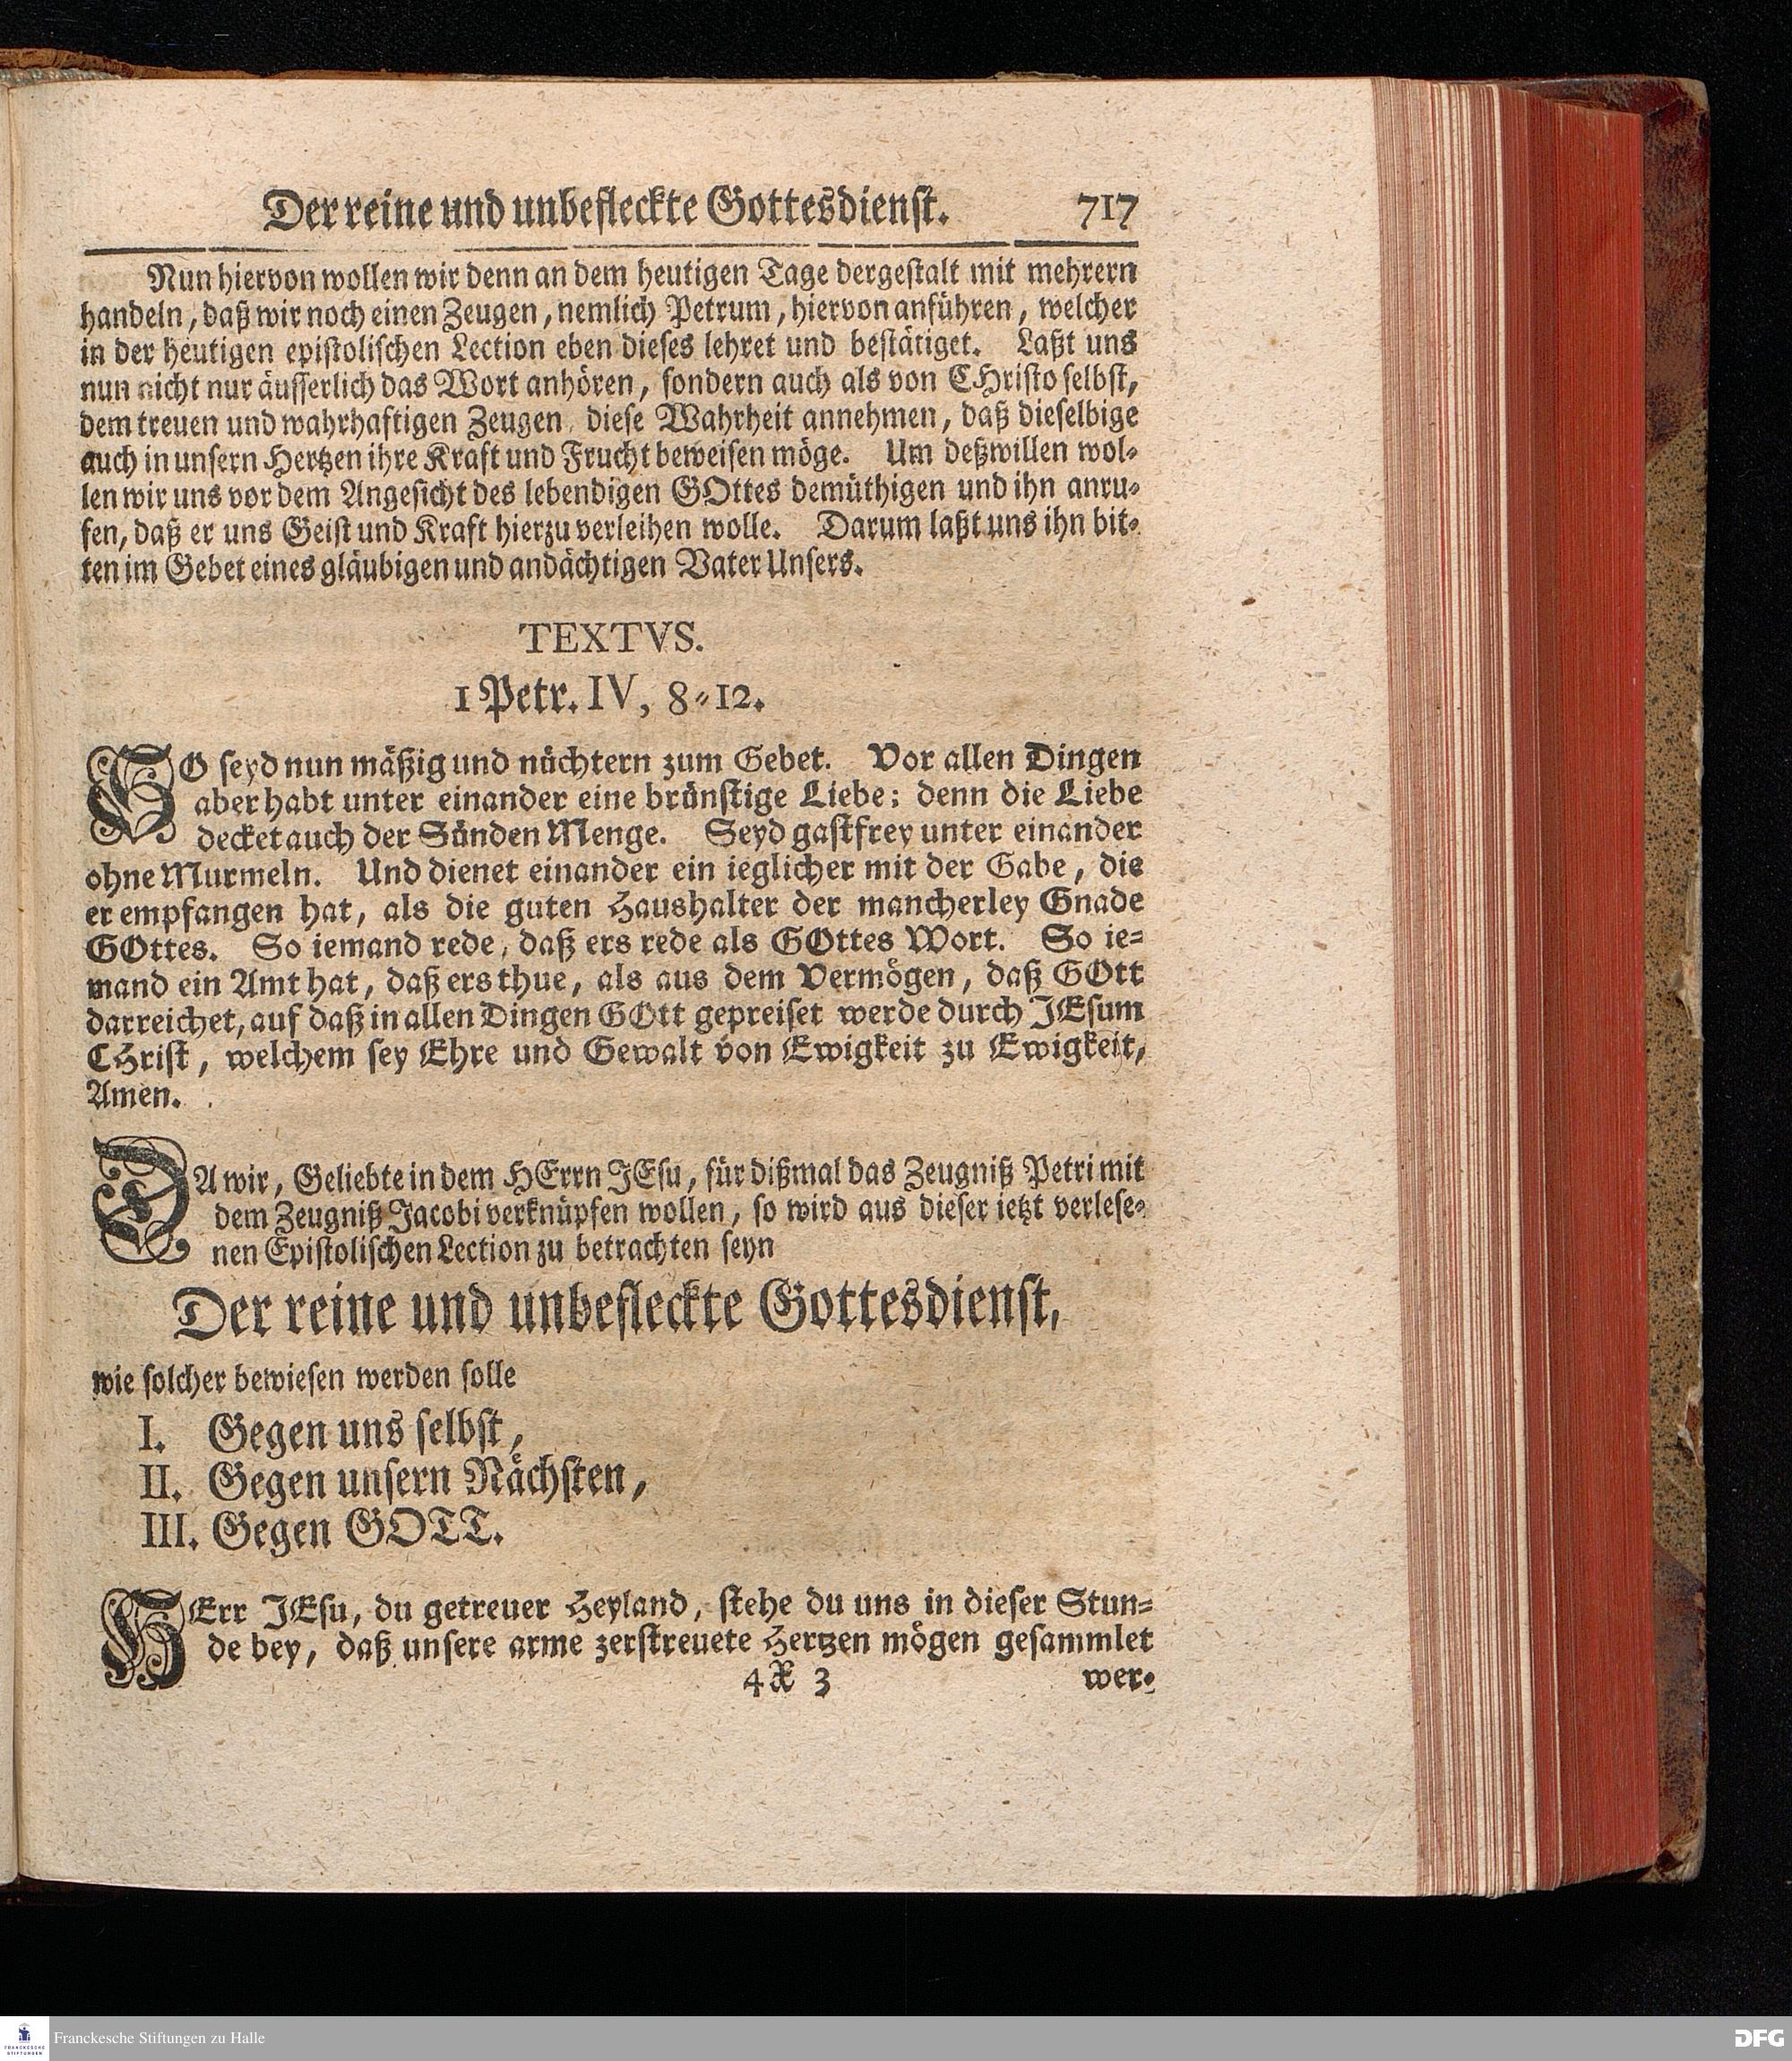 Der reine und unbefleckte Gottesdienst. 717
Nun hiervon wollen wir denn an dem heutigen Tage dergestalt mit mehrern
handeln, daß wir noch einen Zeugen, nemlich Petrum, hiervon anführen, welcher
in der heutigen epistolischen Lection eben dieses lehret und bestätiget. Laßt uns
nun nicht nur äusserlich das Wort anhören, sondern auch als von CHristo selbst,
dem treuen und wahrhaftigen Zeugen, diese Wahrheit annehmen, daß dieselbige
auch in unsern Hertzen ihre Kraft und Frucht beweisen möge. Um deßwillen wol-
len wir uns vor dem Angesicht des lebendigen GOttes demüthigen und ihn anru-
fen, daß er uns Geist und Kraft hierzu verleihen wolle. Darum laßt uns ihn bit-
ten im Gebet eines gläubigen und andächtigen Vater Unsers.
TEXTVS.
1 Petr. IV, 8-12.
SO seyd nun mäßig und nüchtern zum Gebet. Vor allen Dingen
aber habt unter einander eine brünstige Liebe; denn die Liebe
decket auch der Sünden Menge. Seyd gastfrey unter einander
ohne Murmeln. Und dienet einander ein ieglicher mit der Gabe, die
er empfangen hat, als die guten Haushalter der mancherley Gnade
GOttes. So iemand rede, daß ers rede als GOttes Wort. So ie-
mand ein Amt hat, daß ers thue, als aus dem Vermögen, daß GOtt
darreichet, auf daß in allen Dingen GOtt gepreiset werde durch JEsum
CHrist, welchem sey Ehre und Gewalt von Ewigkeit zu Ewigkeit,
Amen.
DA wir, Geliebte in dem HErrn JEsu, für dißmal das Zeugniß Petri mit
dem Zeugniß Jacobi verknüpfen wollen, so wird aus dieser ietzt verlese-
nen Epistolischen Lection zu betrachten seyn
Der reine und unbefleckte Gottesdienst,
wie solcher bewiesen werden solle
I. Gegen uns selbst,
II. Gegen unsern Nächsten,
III. Gegen GOTT.
HErr JEsu, du getreuer Heyland, stehe du uns in dieser Stun-
de bey, daß unsere arme zerstreuete Hertzen mögen gesammlet
4X 3 wer-
FRANCKESCHE STIFTUNGEN
Franckesche Stiftungen zu Halle
DFG